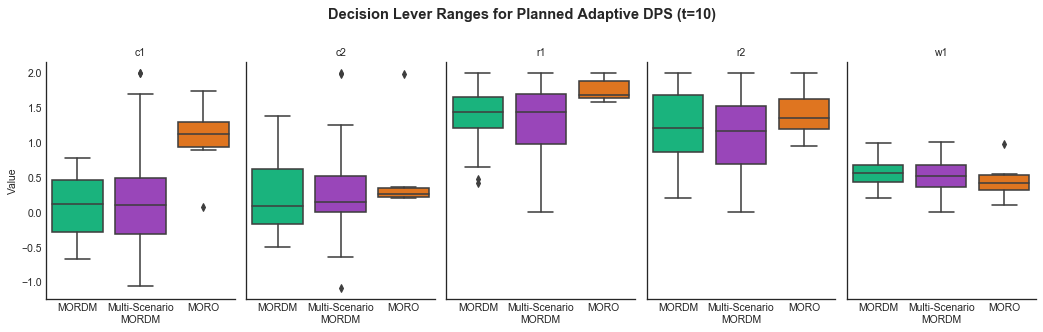 Decision Lever Ranges for Planned Adaptive DPS (t=10)
c1
c2
r1
r2
w1
Value
2.0
1.5
1.0
0.5
0.0
−0.5
−1.0
MORDM
Multi-Scenario
MORDM
MORO
MORDM
Multi-Scenario
MORDM
MORO
MORDM
Multi-Scenario
MORDM
MORO
MORDM
Multi-Scenario
MORDM
MORO
MORDM
Multi-Scenario
MORDM
MORO